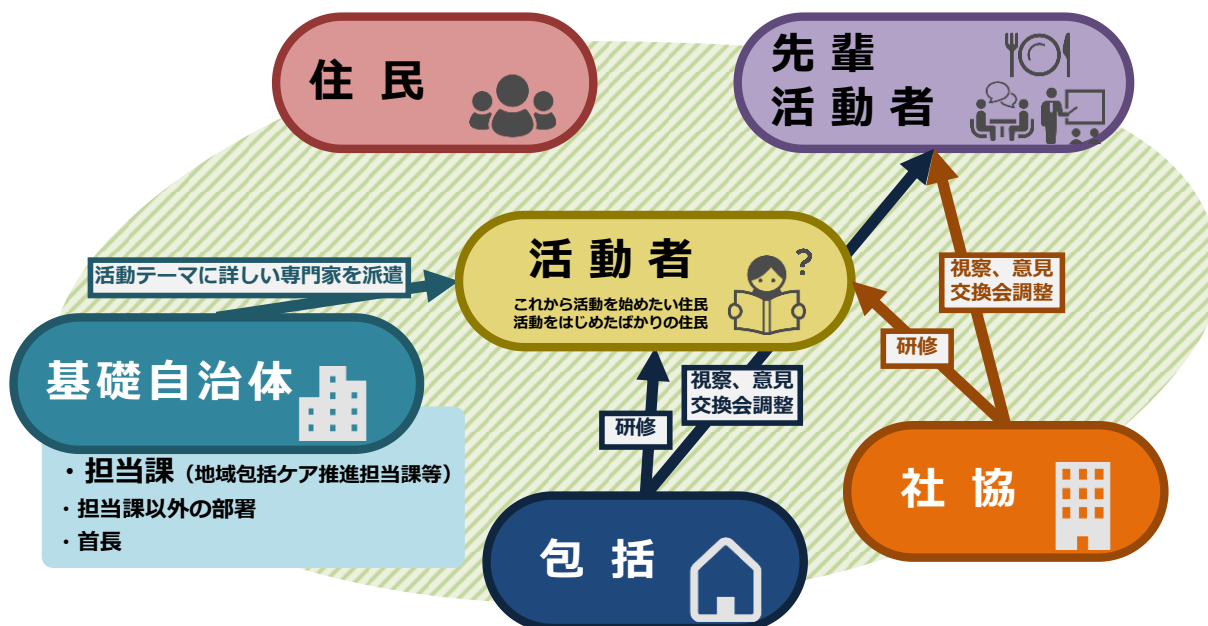 住民
先輩
活動者
活動テーマに詳しい専門家を派遣
活動者
?
これから活動を始めたい住民
活動をはじめたばかりの住民
視察、意見
交換会調整
研修
基礎自治体
視察、意見
交換会調整
研修
・担当課（地域包括ケア推進担当課等）
・担当課以外の部署
・首長
社協
包括